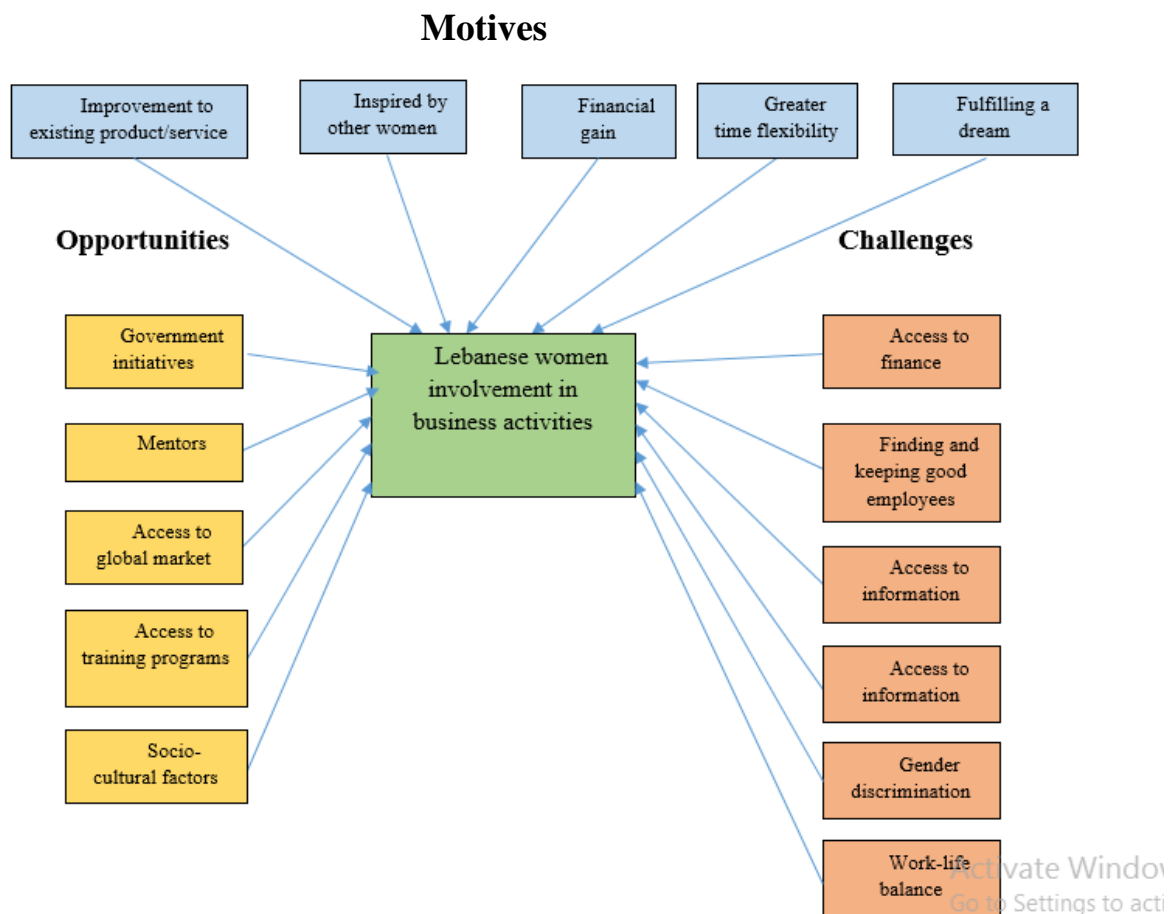 Motives
Improvement to
existing product/service
Inspired by
other women
Financial
gain
Greater
time flexibility
Fulfilling a
dream
Opportunities
Challenges
Government
initiatives
Mentors
Access to
global market
Access to
training programs
Socio-
cultural factors
Lebanese women
involvement in
business activities
Access to
finance
Finding and
keeping good
employees
Access to
information
Access to
information
Gender
discrimination
Work-life
balance
Activate Window
Go to Settings to acti